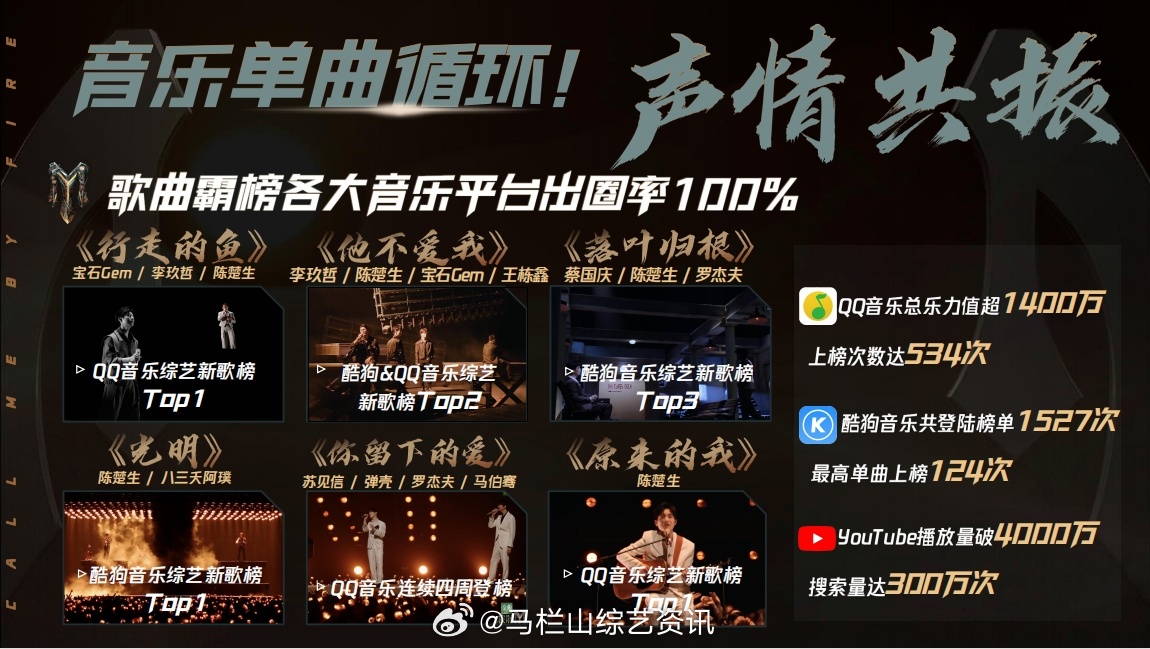 音乐单曲循环!
声情共振
歌曲霸榜各大音乐平台出圈率100%
《行走的鱼》
宝石Gem / 李玖哲 / 陈楚生
QQ音乐综艺新歌榜
Top1
《他不爱我》
李玖哲 / 陈楚生 / 宝石Gem / 王栋鑫
酷狗&QQ音乐综艺
新歌榜Top2
《落叶归根》
蔡国庆 / 陈楚生 / 罗杰夫
酷狗音乐综艺新歌榜
Top3
《光明》
陈楚生 / 八三夭阿璞
酷狗音乐综艺新歌榜
Top1
《你留下的爱》
苏见信 / 弹壳 / 罗杰夫 / 马伯骞
QQ音乐连续四周登榜
《原来的我》
陈楚生
QQ音乐综艺新歌榜
Top1
QQ音乐总乐力值超1400万
上榜次数达534次
K
酷狗音乐共登陆榜单1527次
最高单曲上榜124次
YouTube播放量破4000万
搜索量达300万次
CALL ME BY FIRE
@马栏山综艺资讯